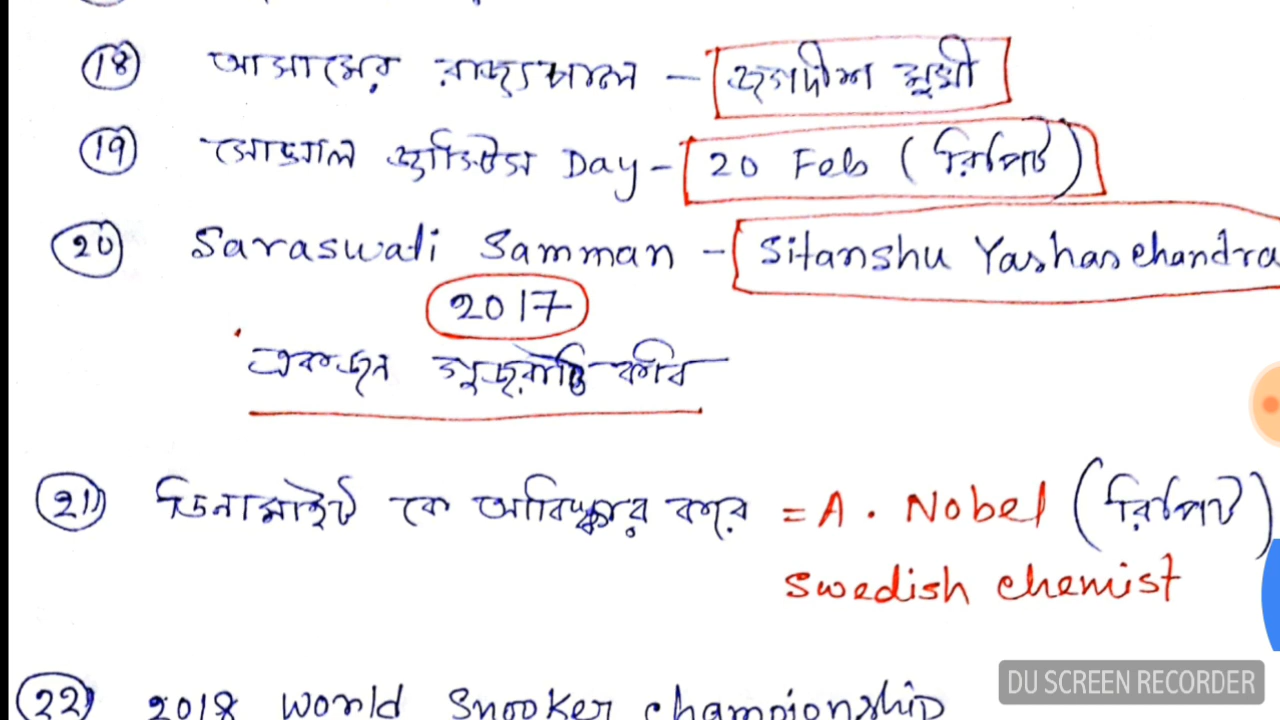 18 আসামের রাজ্যপাল - জগদীশ মুখী
19 সোশাল জাস্টিস Day - 20 Feb (রিপিট)
20 Saraswati Samman - Sitanshu Yashaschandra
2017
একজন গুজরাটি কবি
21 ডিনামাইট কে আবিষ্কার করে = A. Nobel (রিপিট)
Swedish chemist
22 2018 World Snooker championship
DU SCREEN RECORDER